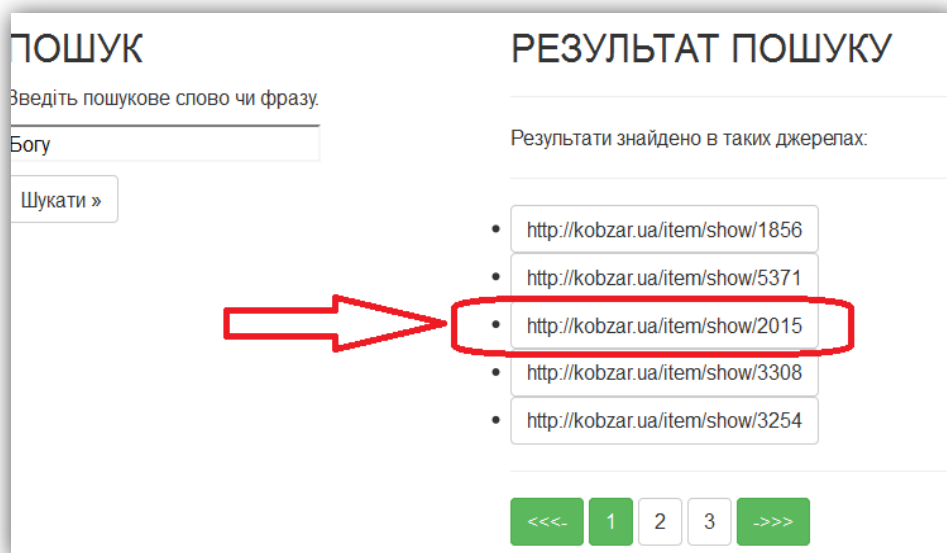 ПОШУК
Введіть пошукове слово чи фразу.
Богу
Шукати »
РЕЗУЛЬТАТ ПОШУКУ
Результати знайдено в таких джерелах:
http://kobzar.ua/item/show/1856
http://kobzar.ua/item/show/5371
http://kobzar.ua/item/show/2015
http://kobzar.ua/item/show/3308
http://kobzar.ua/item/show/3254
<<<- 1 2 3 ->>>